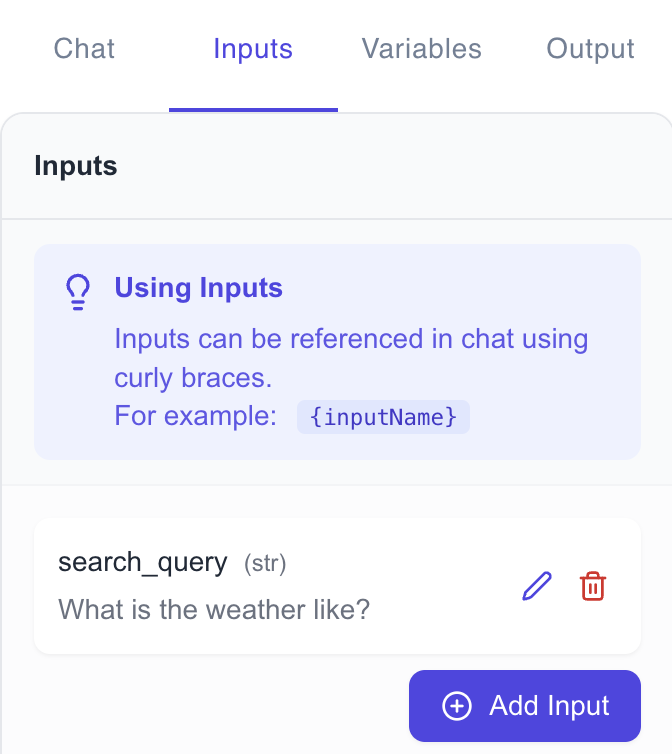 Chat Inputs Variables Output
Inputs
Using Inputs
Inputs can be referenced in chat using
curly braces.
For example: {inputName}
search_query (str)
What is the weather like?
Add Input